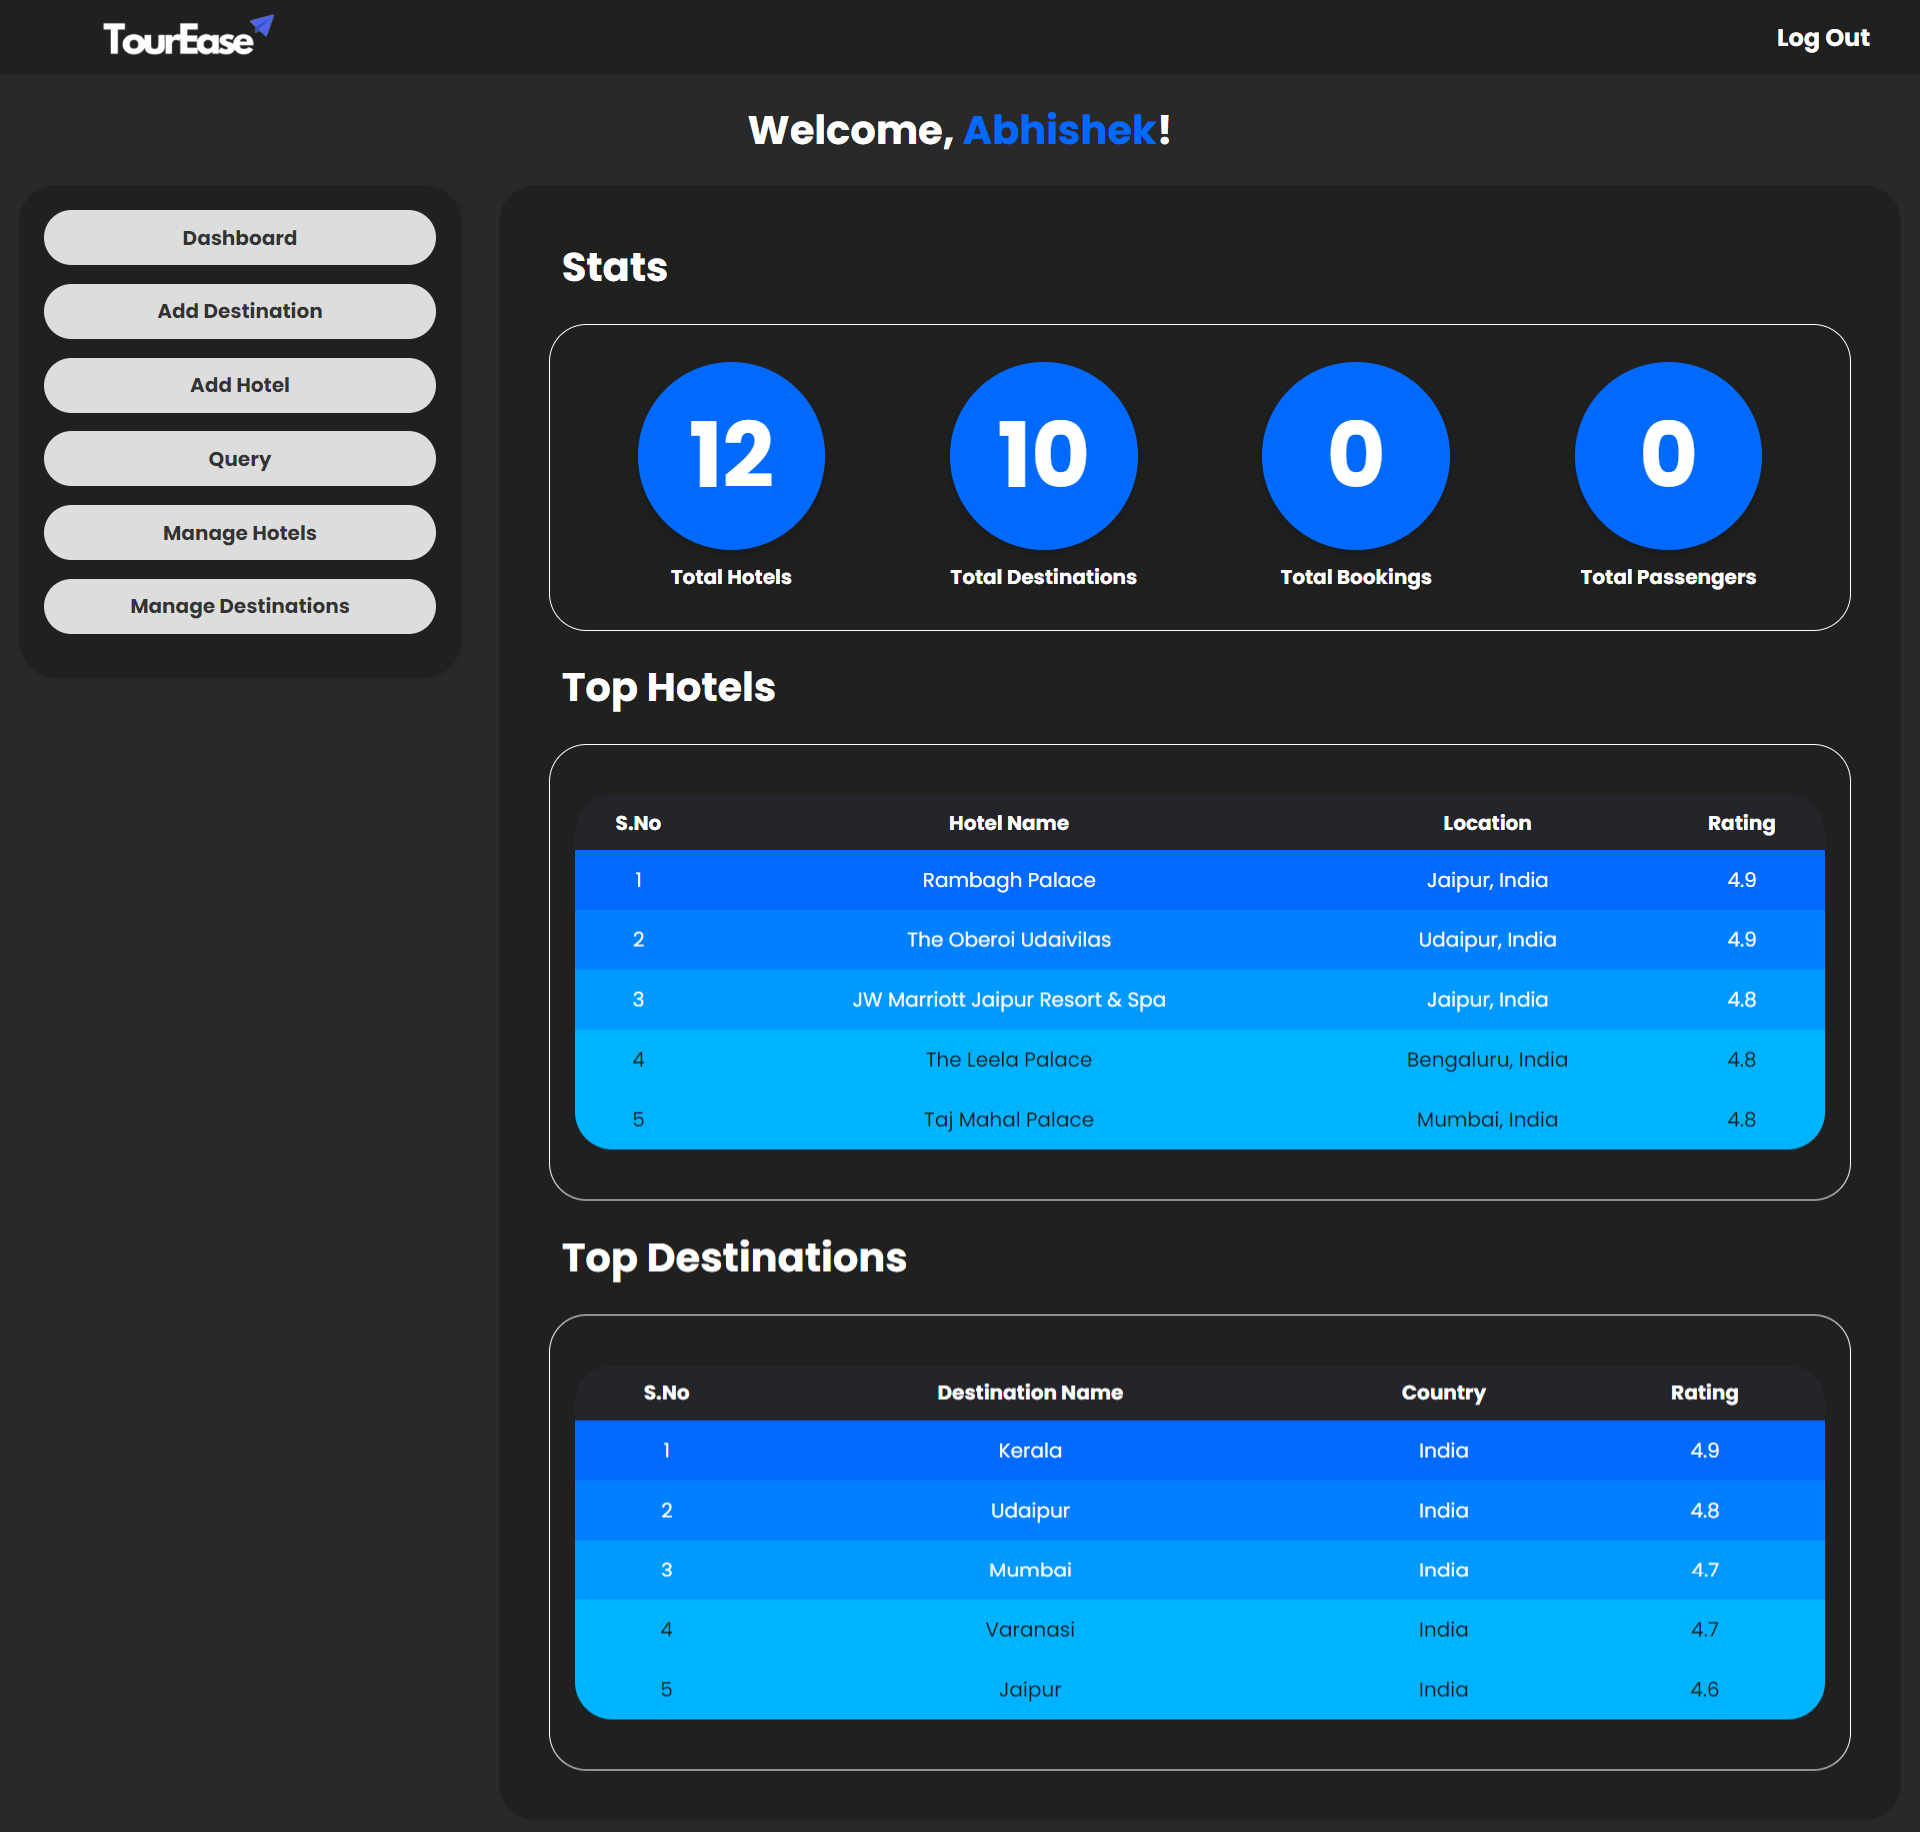 TourEase
Log Out
Welcome, Abhishek!
Dashboard
Add Destination
Add Hotel
Query
Manage Hotels
Manage Destinations
Stats
12 10 0 0
Total Hotels Total Destinations Total Bookings Total Passengers
Top Hotels
S.No Hotel Name Location Rating
1 Rambagh Palace Jaipur, India 4.9
2 The Oberoi Udaivilas Udaipur, India 4.9
3 JW Marriott Jaipur Resort & Spa Jaipur, India 4.8
4 The Leela Palace Bengaluru, India 4.8
5 Taj Mahal Palace Mumbai, India 4.8
Top Destinations
S.No Destination Name Country Rating
1 Kerala India 4.9
2 Udaipur India 4.8
3 Mumbai India 4.7
4 Varanasi India 4.7
5 Jaipur India 4.6